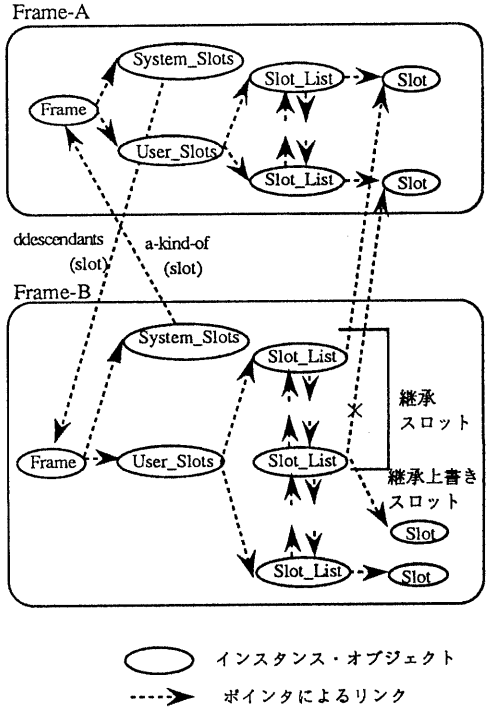 Frame-A
System_Slots
Slot_List
Slot
Frame
User_Slots
Slot_List
Slot
ddescendants
(slot)
a-kind-of
(slot)
Frame-B
System_Slots
Slot_List
継承
スロット
Frame
User_Slots
Slot_List
継承上書き
スロット
Slot
Slot_List
Slot
インスタンス・オブジェクト
ポインタによるリンク